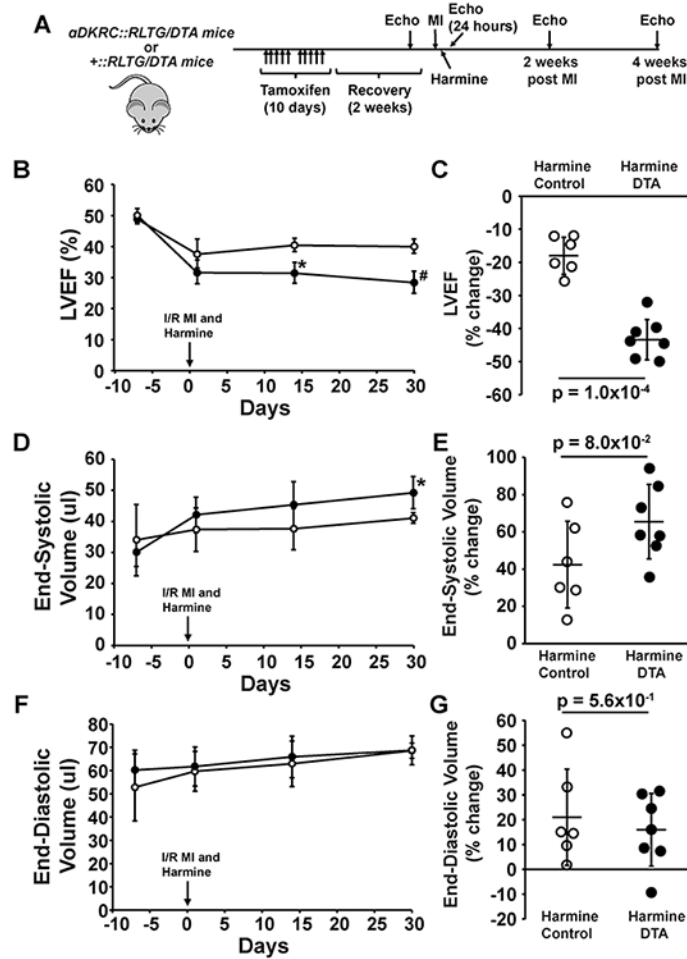 A
αDKRC::RLTG/DTA mice
or
+::RLTG/DTA mice
Echo
MI
Echo
(24 hours)
Echo
Echo
Harmine
2 weeks
post MI
4 weeks
post MI
Tamoxifen
(10 days)
Recovery
(2 weeks)
B
LVEF (%)
60
50
40
30
20
10
0
*
#
I/R MI and
Harmine
-10 -5 0 5 10 15 20 25 30
Days
C
Harmine
Control
Harmine
DTA
LVEF
(% change)
0
-10
-20
-30
-40
-50
-60
p = 1.0x10-4
D
End-Systolic
Volume (ul)
60
50
40
30
20
10
0
*
I/R MI and
Harmine
-10 -5 0 5 10 15 20 25 30
Days
E
p = 8.0x10-2
End-Systolic Volume
(% change)
100
80
60
40
20
0
Harmine
Control
Harmine
DTA
F
End-Diastolic
Volume (ul)
80
70
60
50
40
30
20
10
0
I/R MI and
Harmine
-10 -5 0 5 10 15 20 25 30
Days
G
p = 5.6x10-1
End-Diastolic Volume
(% change)
60
50
40
30
20
10
0
-10
-20
Harmine
Control
Harmine
DTA